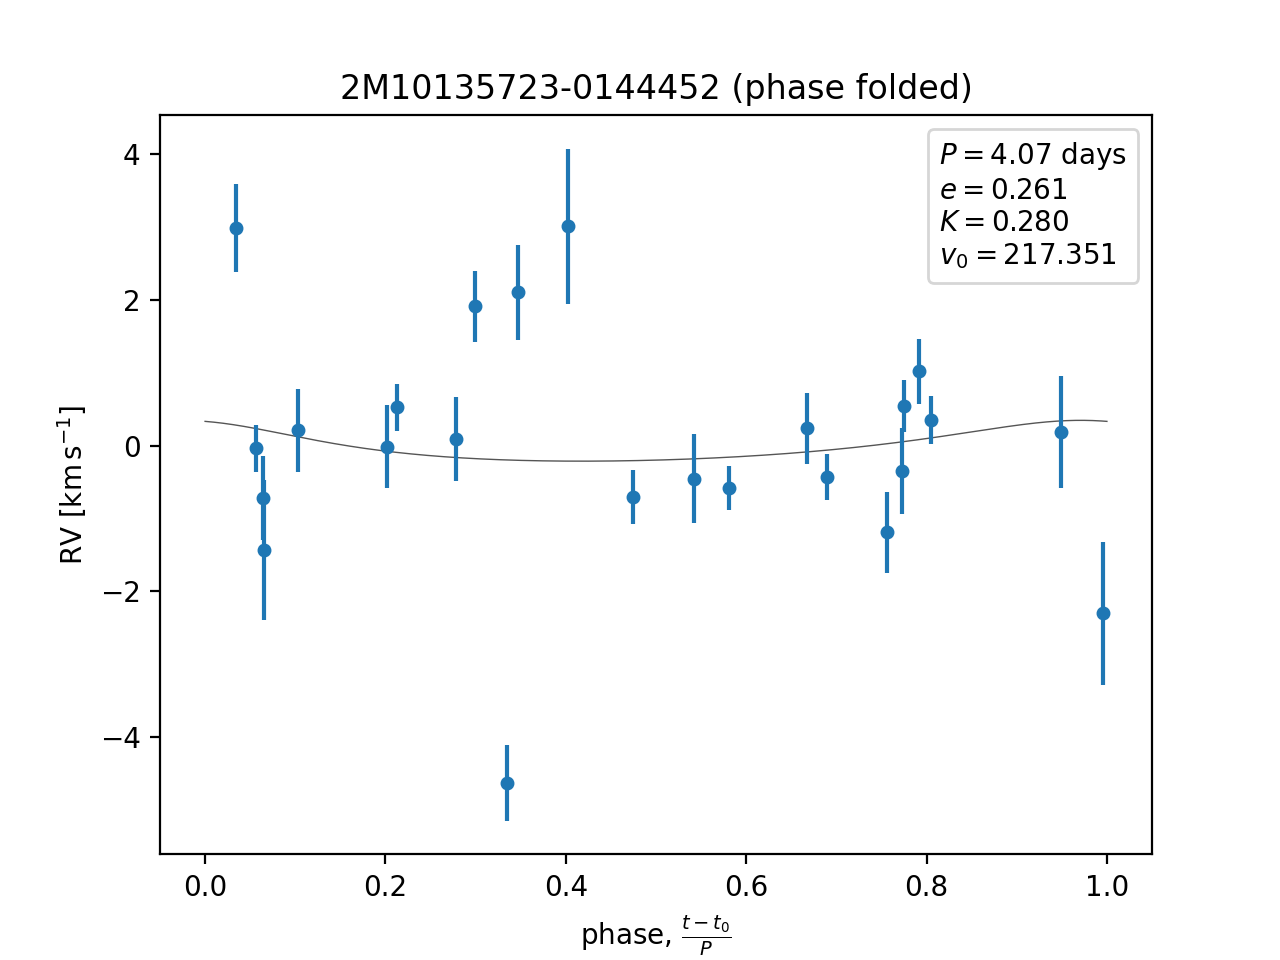 2M10135723-0144452 (phase folded)
P = 4.07 days
e = 0.261
K = 0.280
v₀ = 217.351
4
2
0
−2
−4
RV [km s⁻¹]
0.0 0.2 0.4 0.6 0.8 1.0
phase, (t − t₀)/P